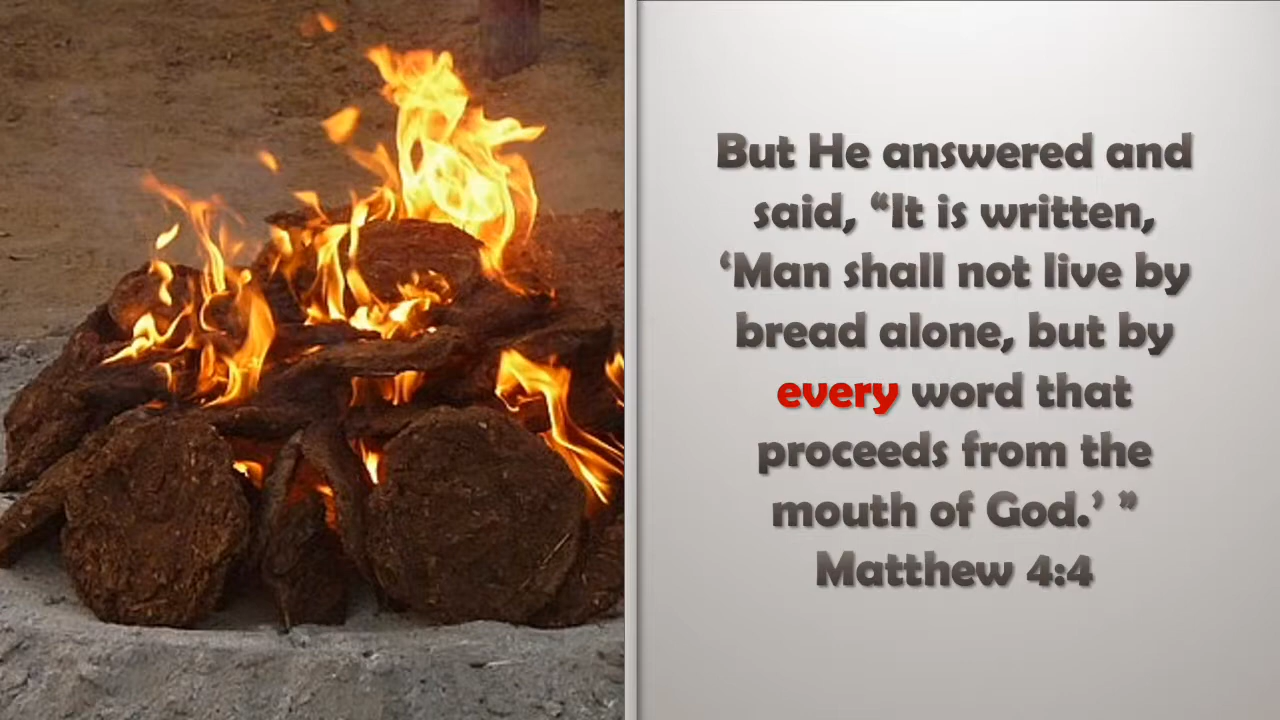 But He answered and
said, “It is written,
‘Man shall not live by
bread alone, but by
every word that
proceeds from the
mouth of God.’ ”
Matthew 4:4